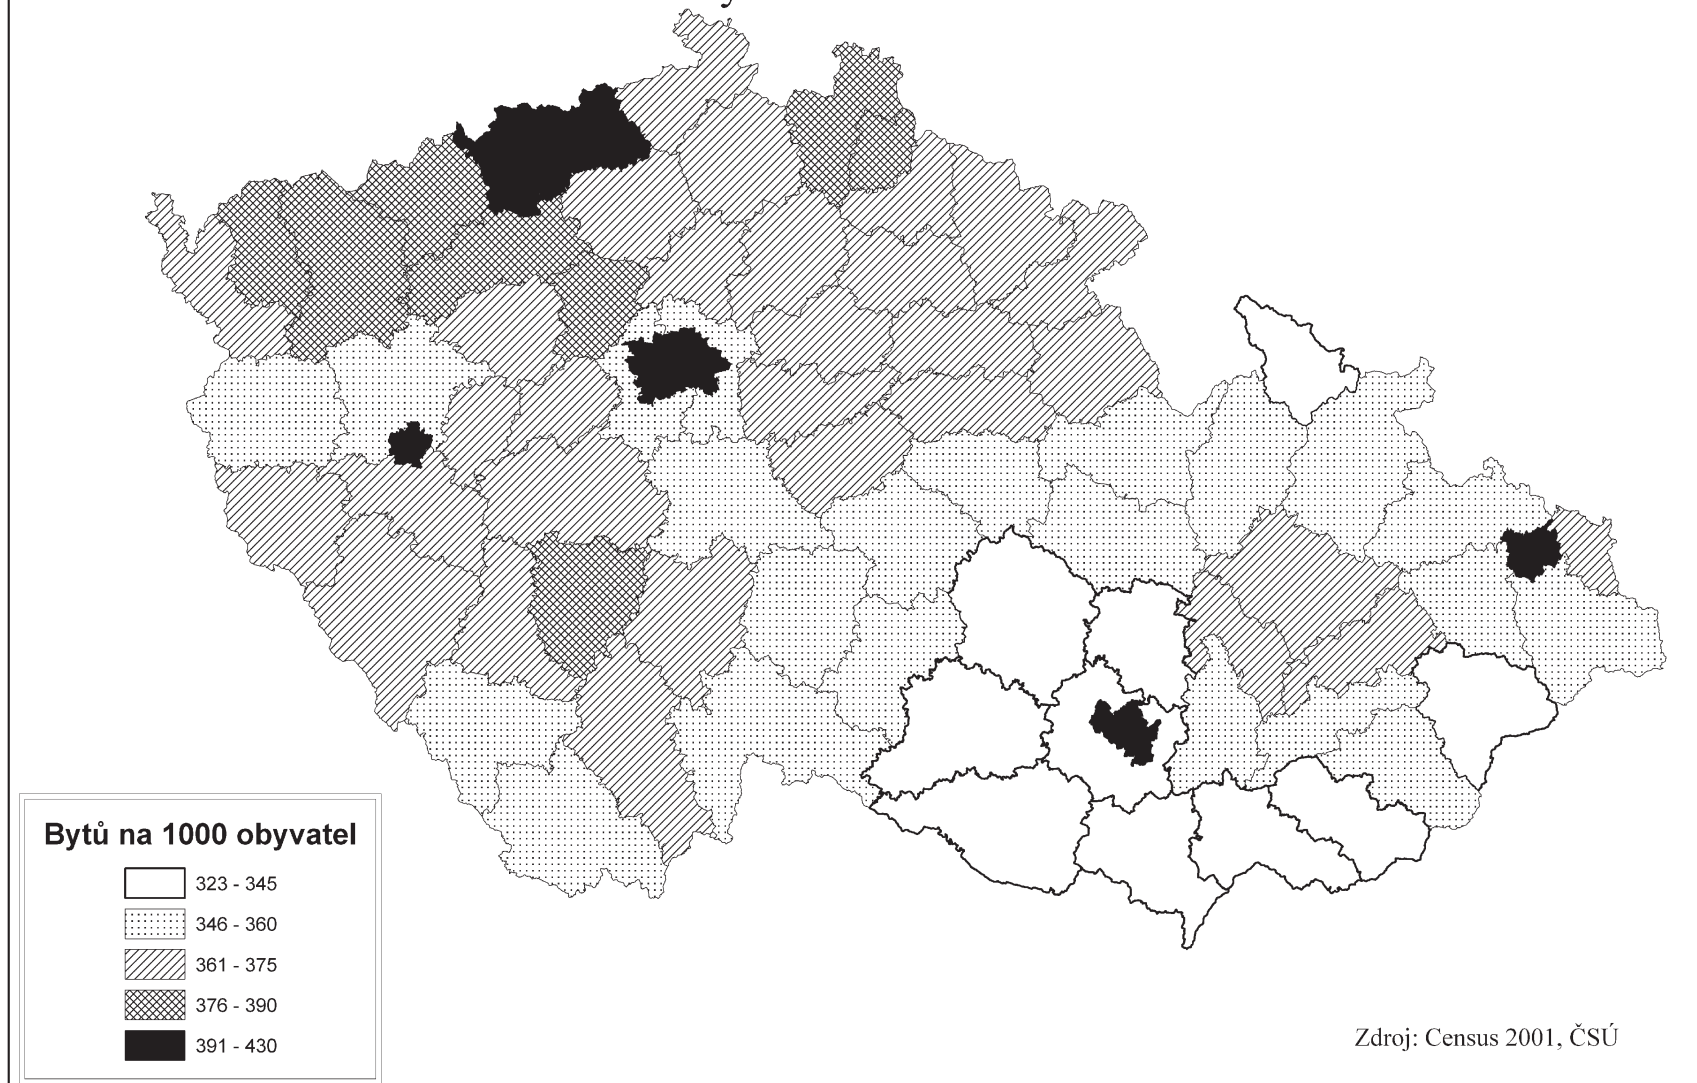 Bytů na 1000 obyvatel
323 - 345
346 - 360
361 - 375
376 - 390
391 - 430
Zdroj: Census 2001, ČSÚ